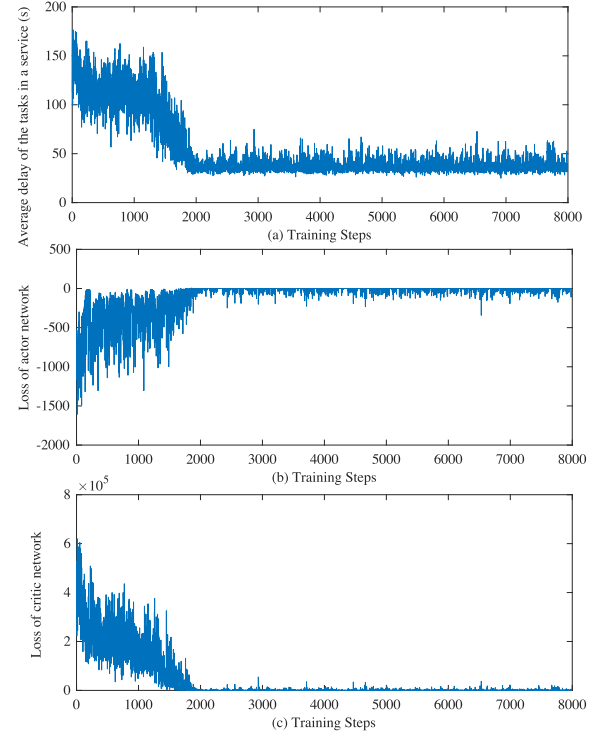 Average delay of the tasks in a service (s)
200
150
100
50
0
0 1000 2000 3000 4000 5000 6000 7000 8000
(a) Training Steps
Loss of actor network
500
0
-500
-1000
-1500
-2000
0 1000 2000 3000 4000 5000 6000 7000 8000
(b) Training Steps
×10⁵
Loss of critic network
8
6
4
2
0
0 1000 2000 3000 4000 5000 6000 7000 8000
(c) Training Steps